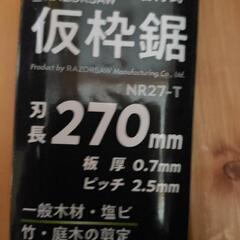 RAZORSAW
仮枠鋸
Product by RAZORSAW Manufacturing Co., Ltd.
NR27-T
刃長 270mm
板厚 0.7mm
ピッチ 2.5mm
一般木材・塩ビ
竹・庭木の剪定